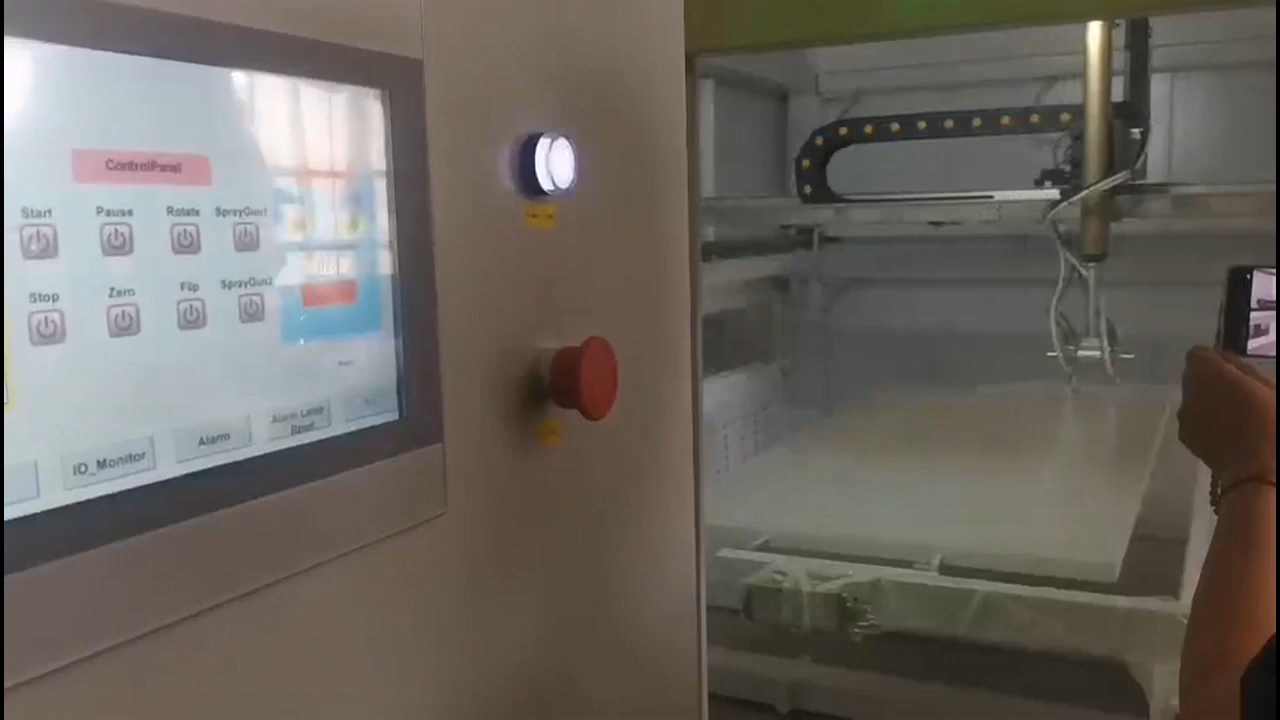 ControlPanel
Start Pause Rotate SprayGun1
Stop Zero Flip SprayGun2
IO_Monitor Alarm Alarm Lamp
Reset